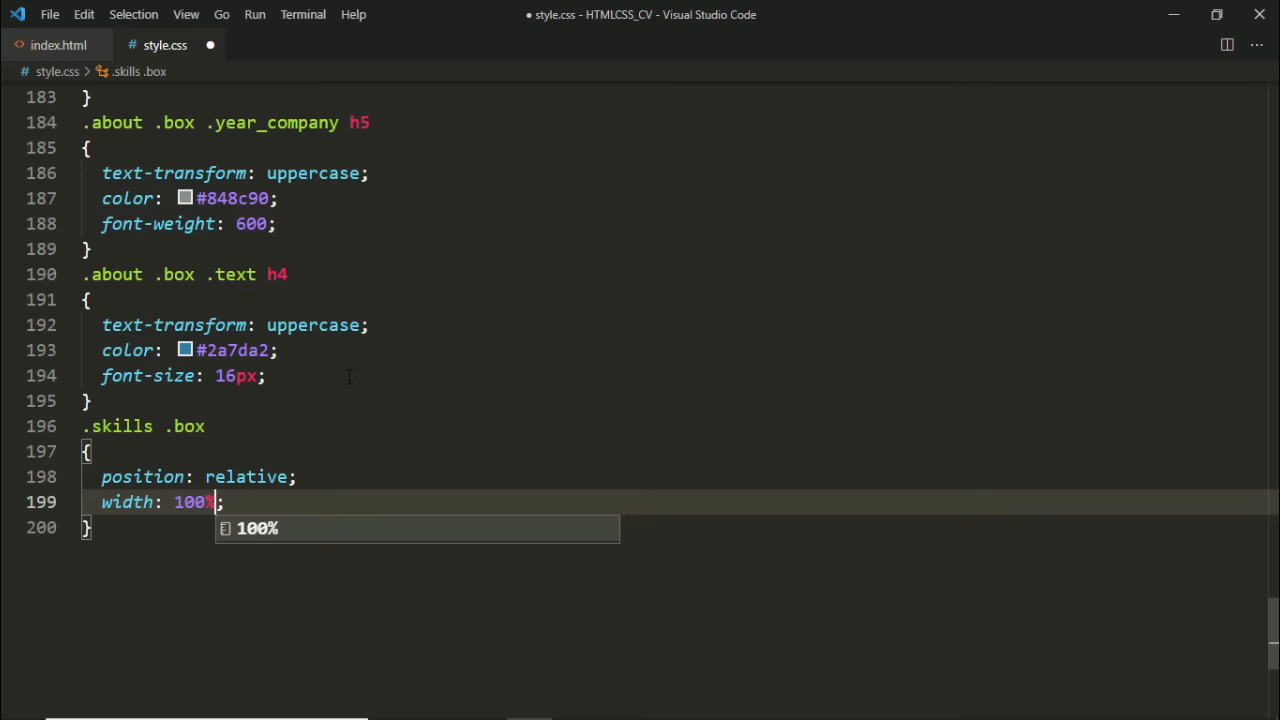 File Edit Selection View Go Run Terminal Help ● style.css - HTMLCSS_CV - Visual Studio Code
<> index.html # style.css ●
# style.css > .skills .box
183 }
184 .about .box .year_company h5
185 {
186 text-transform: uppercase;
187 color: #848c90;
188 font-weight: 600;
189 }
190 .about .box .text h4
191 {
192 text-transform: uppercase;
193 color: #2a7da2;
194 font-size: 16px;
195 }
196 .skills .box
197 {
198 position: relative;
199 width: 100%;
100%
200 }